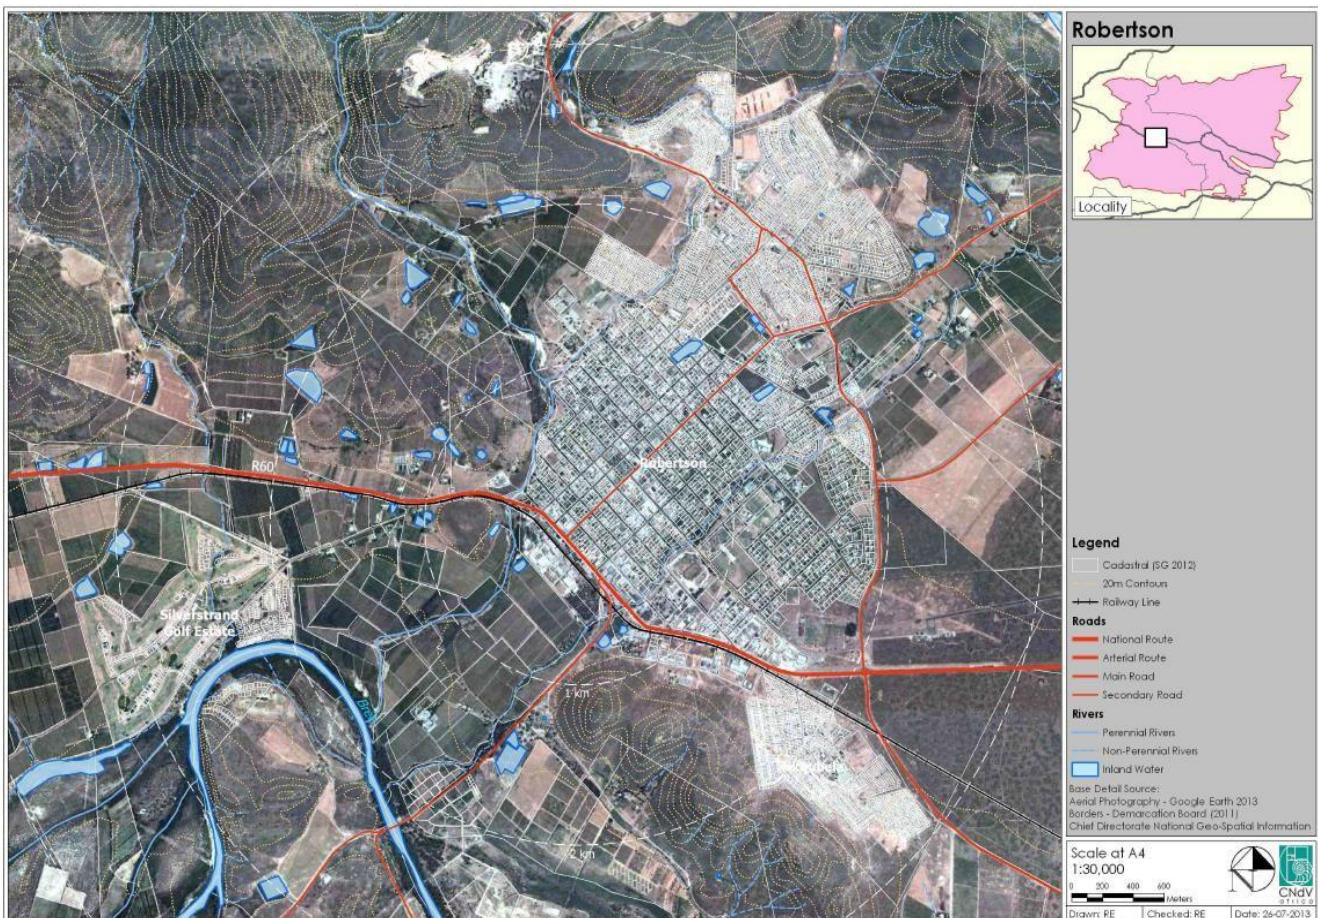 Robertson
Locality
R60
Robertson
Silverstrand
Golf Estate
1 km
2 km
Legend
Cadastral (SG 2012)
20m Contours
Railway Line
Roads
National Route
Arterial Route
Main Road
Secondary Road
Rivers
Perennial Rivers
Non-Perennial Rivers
Inland Water
Base Detail Source:
Aerial Photography - Google Earth 2013
Borders - Demarcation Board (2011)
Chief Directorate National Geo-Spatial Information
Scale at A4
1:30,000
0 200 400 600
Meters
CNdV
africa
Drawn: RE Checked: RE Date: 26-07-2013